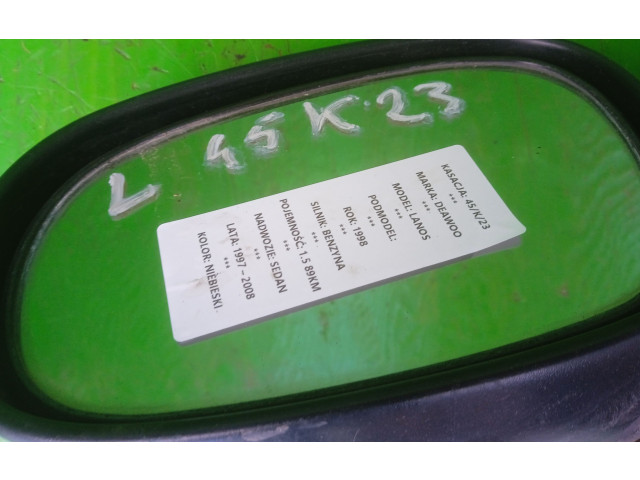 L 45 K.23
KASACJA: 45/K/23
***
MARKA: DEAWOO
***
MODEL: LANOS
***
PODMODEL:
***
ROK: 1998
***
SILNIK: BENZYNA
***
POJEMNOŚĆ: 1.5 89KM
***
NADWOZIE: SEDAN
***
LATA: 1997 – 2008
***
KOLOR: NIEBIESKI